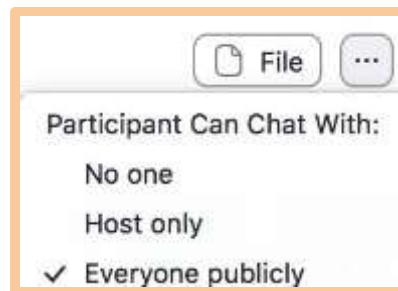 File ...
Participant Can Chat With:
No one
Host only
✓ Everyone publicly